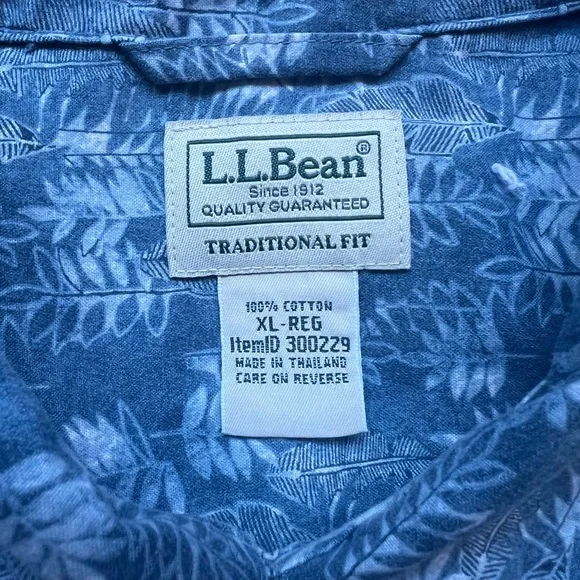 L.L.Bean®
Since 1912
QUALITY GUARANTEED
TRADITIONAL FIT
100% COTTON
XL-REG
ItemID 300229
MADE IN THAILAND
CARE ON REVERSE